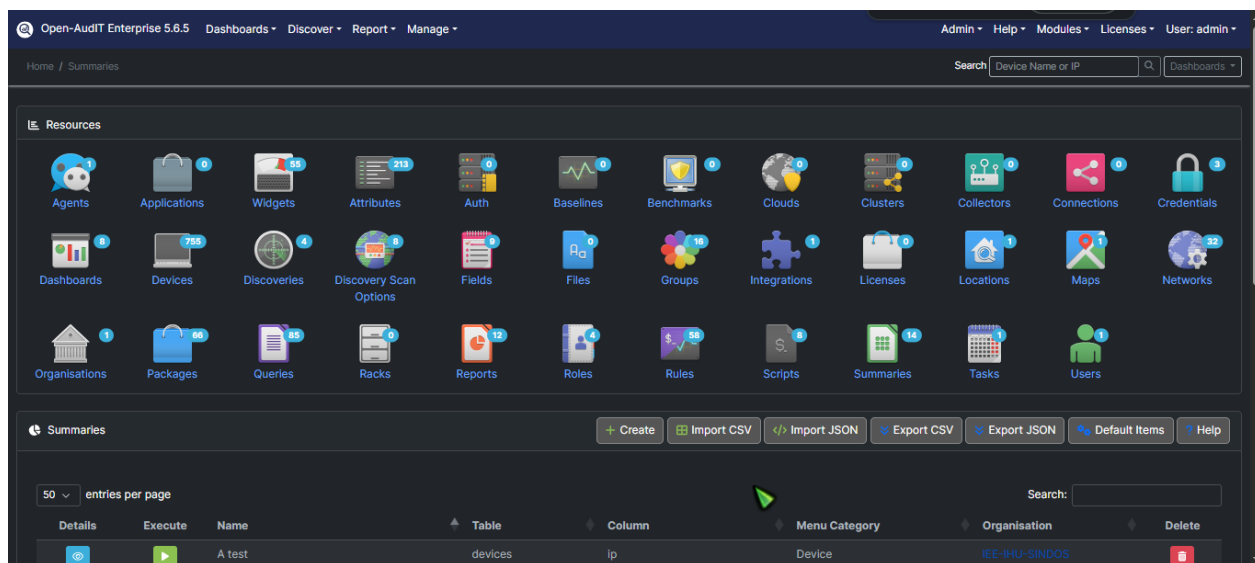 Open-AudIT Enterprise 5.6.5 Dashboards Discover Report Manage Admin Help Modules Licenses User: admin
Home / Summaries Search Device Name or IP Dashboards
Resources
1 0 55 213 0 0 0 0 0 0 0 3
Agents Applications Widgets Attributes Auth Baselines Benchmarks Clouds Clusters Collectors Connections Credentials
8 755 4 8 9 0 16 1 0 1 1 32
Aa
Dashboards Devices Discoveries Discovery Scan Fields Files Groups Integrations Licenses Locations Maps Networks
Options
1 66 85 0 12 4 58 8 14 1 1
$_ S_
Organisations Packages Queries Racks Reports Roles Rules Scripts Summaries Tasks Users
Summaries + Create Import CSV </> Import JSON Export CSV Export JSON Default Items ? Help
50 entries per page Search:
Details Execute Name Table Column Menu Category Organisation Delete
A test devices ip Device IEE-IHU-SINDOS